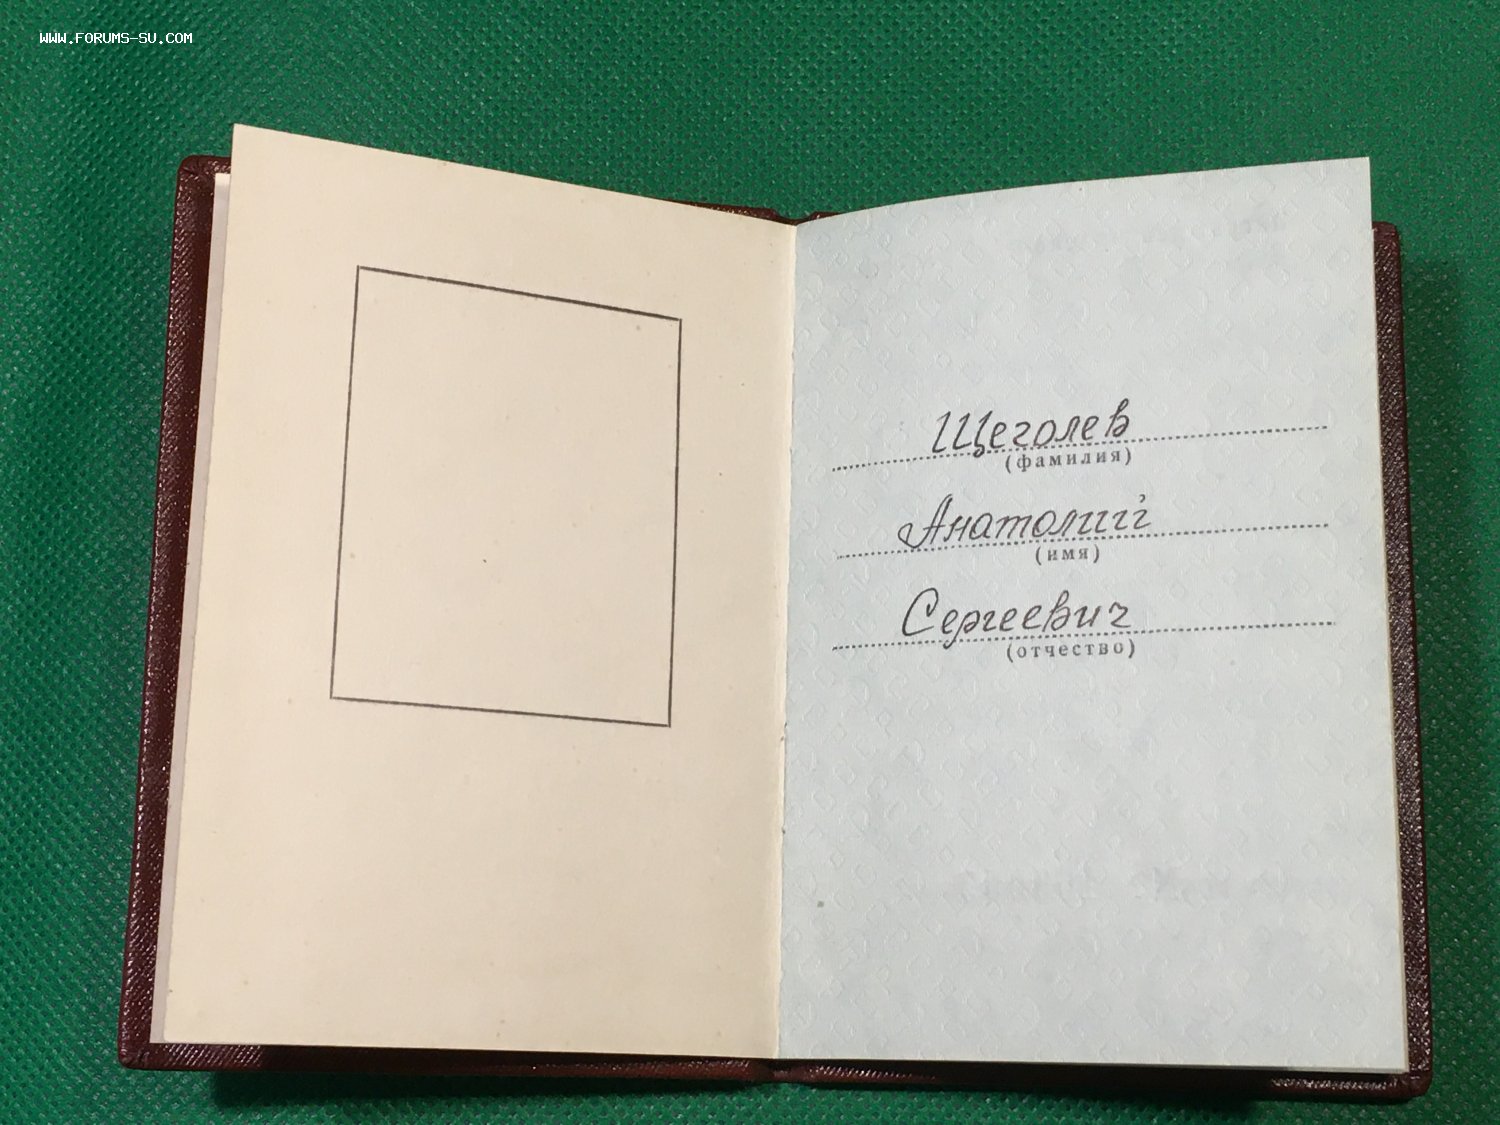 WWW.FORUMS-SU.COM
Щеголев
(фамилия)
Анатолий
(имя)
Сергеевич
(отчество)